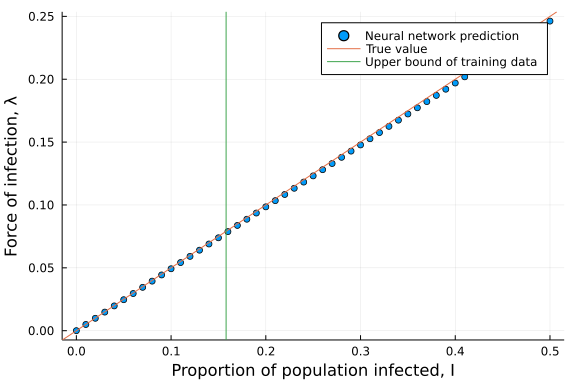 0.25
Neural network prediction
True value
Upper bound of training data
0.20
0.15
0.10
0.05
0.00
Force of infection, λ
0.0 0.1 0.2 0.3 0.4 0.5
Proportion of population infected, I